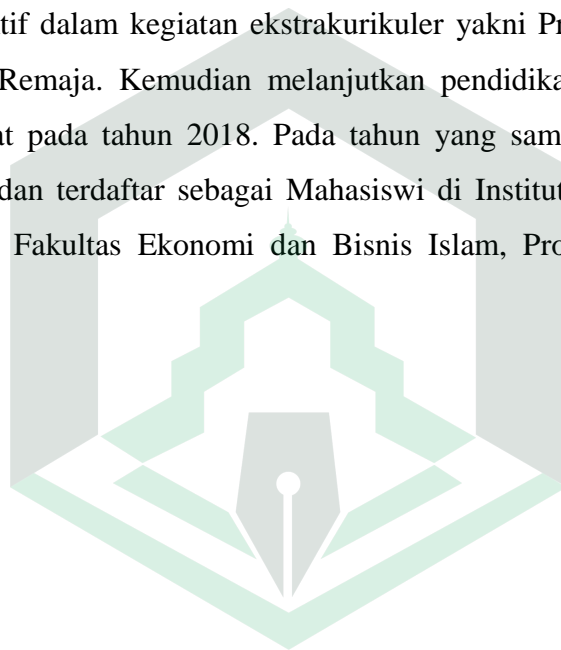 tif dalam kegiatan ekstrakurikuler yakni Pr
Remaja. Kemudian melanjutkan pendidika
at pada tahun 2018. Pada tahun yang sam
dan terdaftar sebagai Mahasiswi di Institut
Fakultas Ekonomi dan Bisnis Islam, Pro